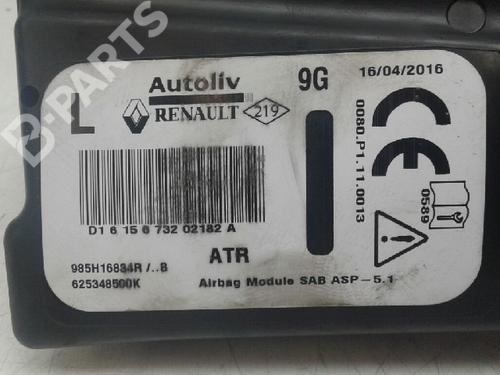 B-PARTS
Autoliv
9G
16/04/2016
L
RENAULT
219
0080.P1.11.0013
CE
0589
D1 6 15 6 732 02182 A
985H16834R /..B
ATR
625348500K
Airbag Module SAB ASP-5.1